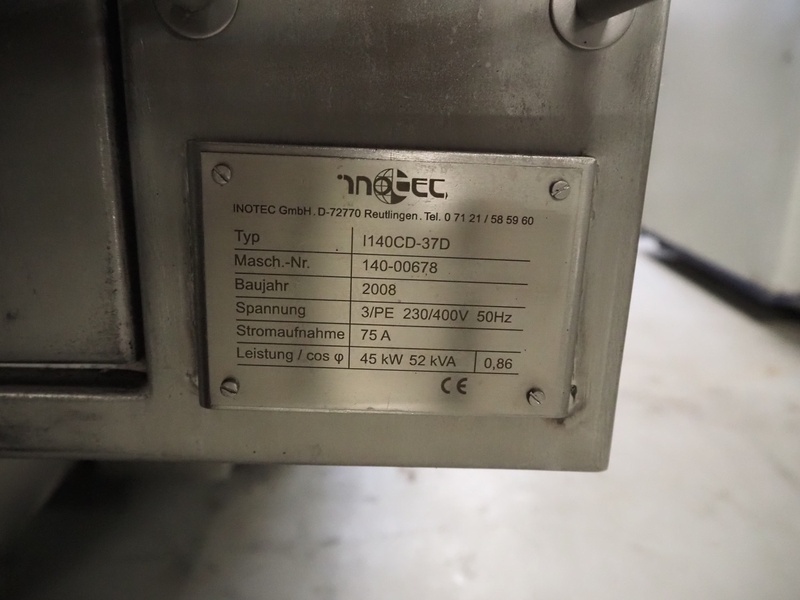 INOTEC
INOTEC GmbH . D-72770 Reutlingen . Tel. 0 71 21 / 58 59 60
Typ I140CD-37D
Masch.-Nr. 140-00678
Baujahr 2008
Spannung 3/PE 230/400V 50Hz
Stromaufnahme 75 A
Leistung / cos φ 45 kW 52 kVA 0,86
CE